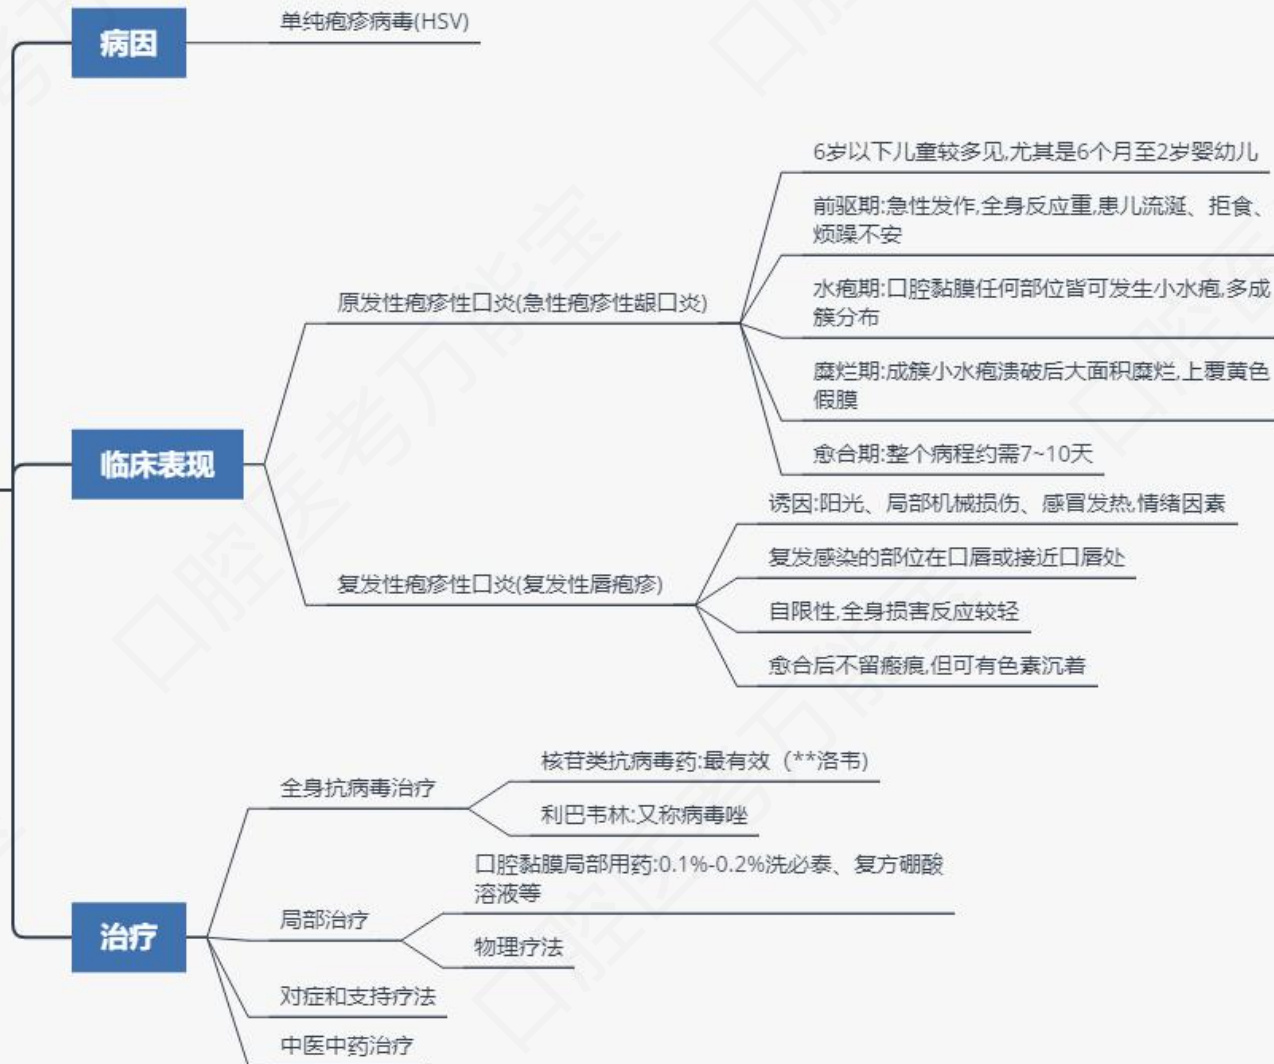 病因
单纯疱疹病毒(HSV)
临床表现
原发性疱疹性口炎(急性疱疹性龈口炎)
6岁以下儿童较多见,尤其是6个月至2岁婴幼儿
前驱期:急性发作,全身反应重,患儿流涎、拒食、
烦躁不安
水疱期:口腔黏膜任何部位皆可发生小水疱,多成
簇分布
糜烂期:成簇小水疱溃破后大面积糜烂,上覆黄色
假膜
愈合期:整个病程约需7~10天
复发性疱疹性口炎(复发性唇疱疹)
诱因:阳光、局部机械损伤、感冒发热,情绪因素
复发感染的部位在口唇或接近口唇处
自限性,全身损害反应较轻
愈合后不留瘢痕,但可有色素沉着
治疗
全身抗病毒治疗
核苷类抗病毒药:最有效（**洛韦)
利巴韦林:又称病毒唑
局部治疗
口腔黏膜局部用药:0.1%-0.2%洗必泰、复方硼酸
溶液等
物理疗法
对症和支持疗法
中医中药治疗
口腔医考万能宝